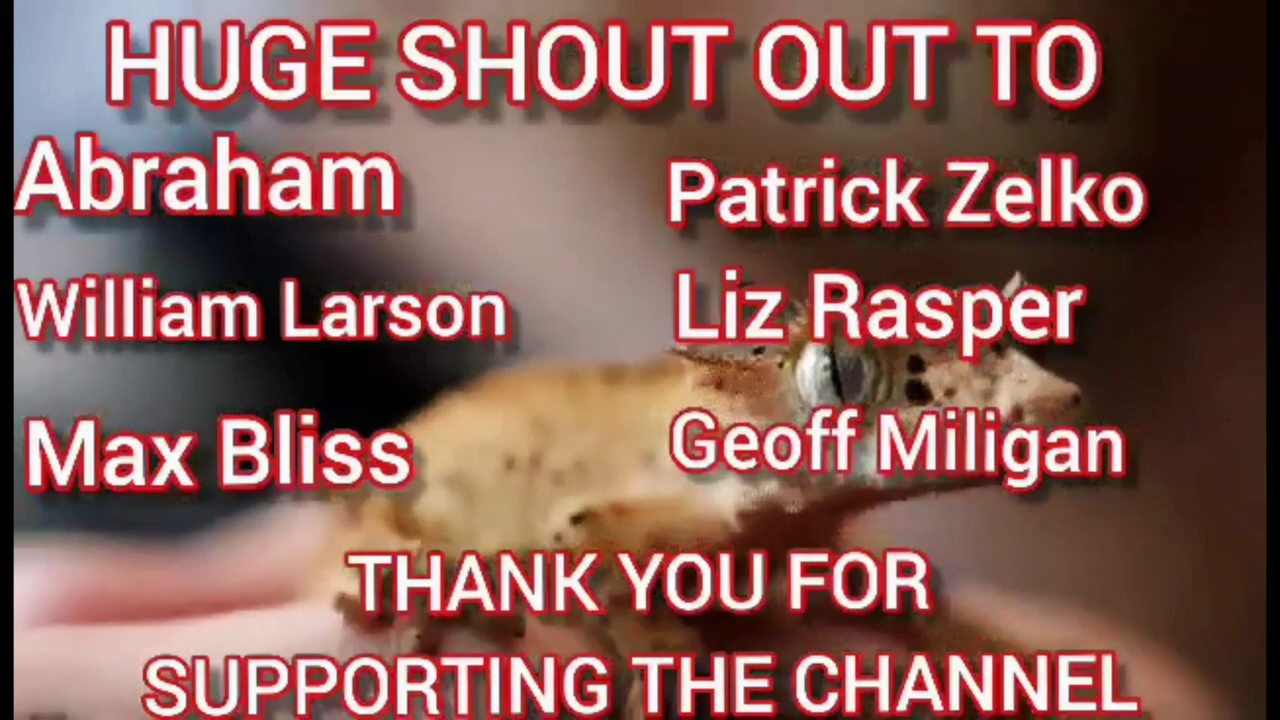 HUGE SHOUT OUT TO
Abraham
Patrick Zelko
William Larson
Liz Rasper
Max Bliss
Geoff Miligan
THANK YOU FOR
SUPPORTING THE CHANNEL